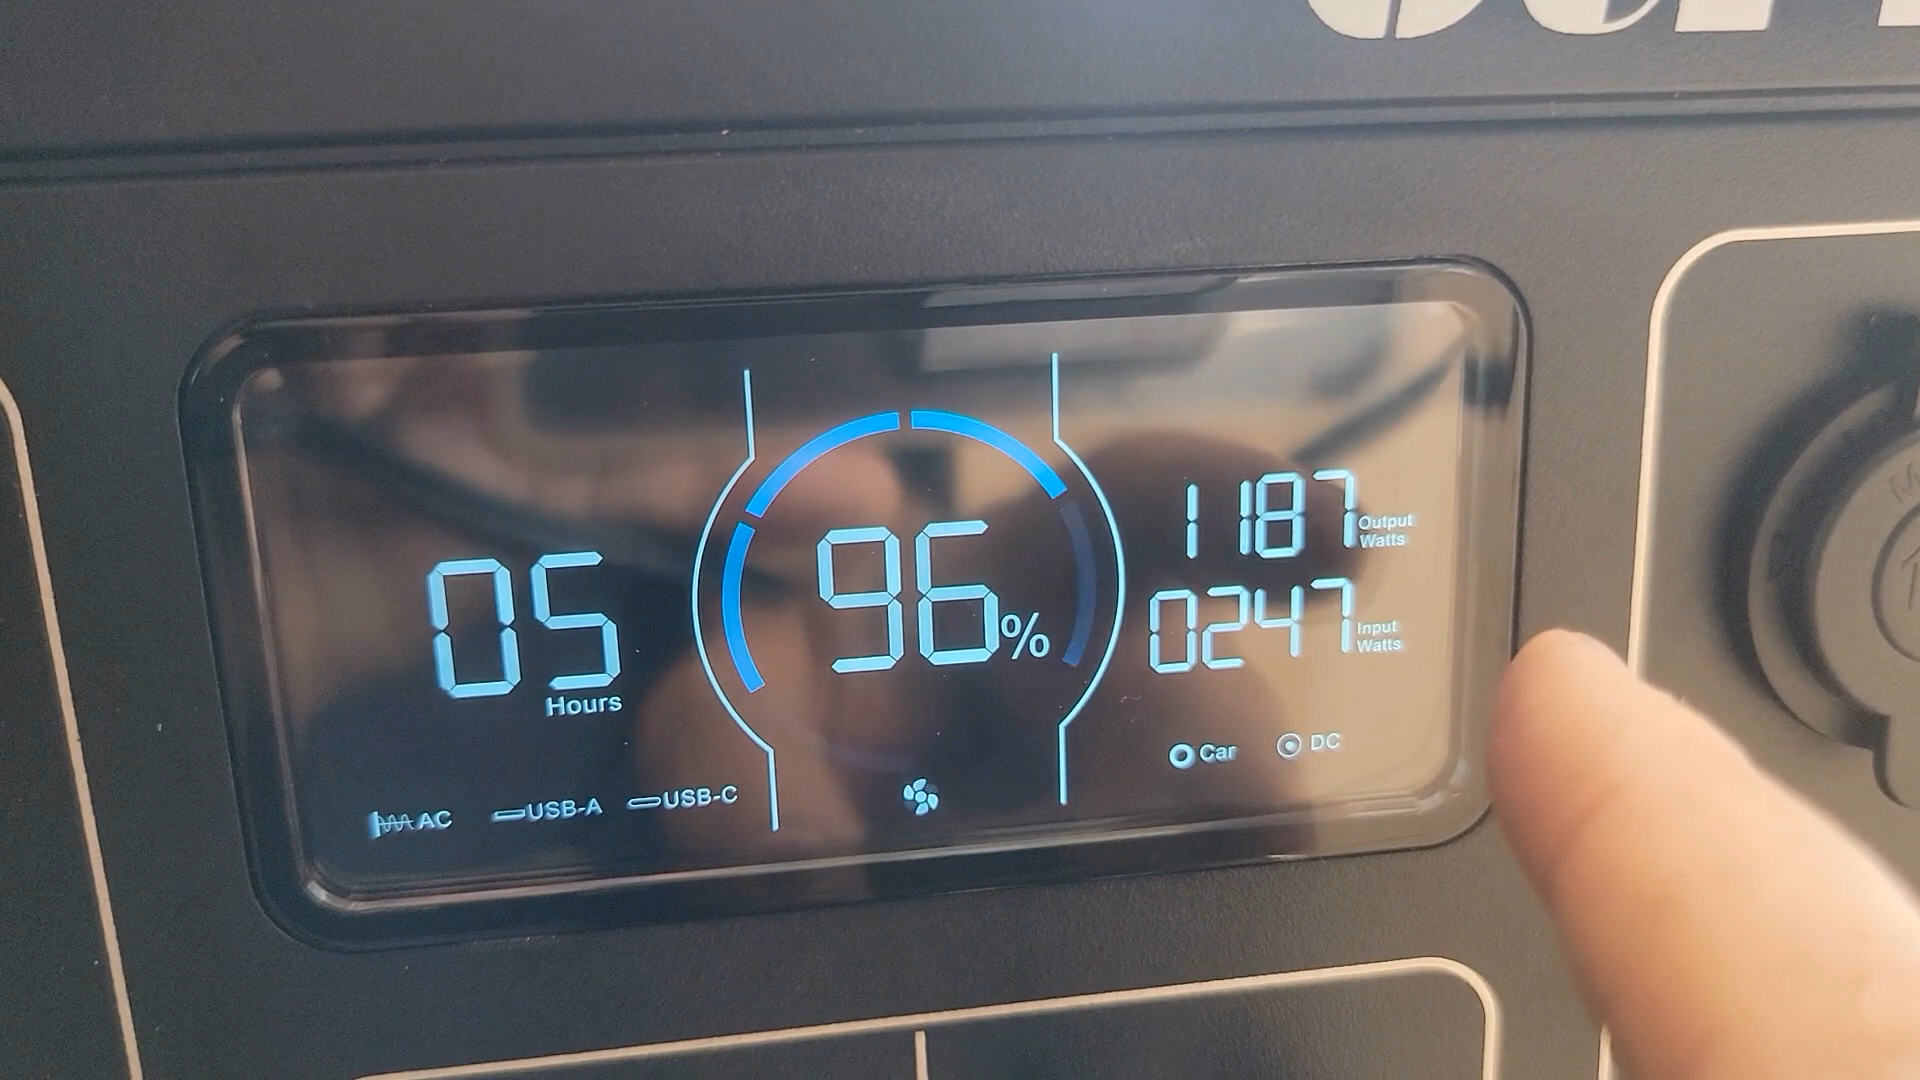 05
Hours
96%
1187 Output Watts
0247 Input Watts
AC
USB-A
USB-C
Car
DC